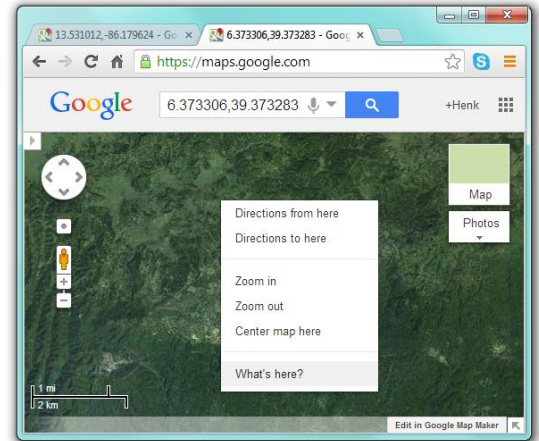 13.531012,-86.179624 - Go
6.373306,39.373283 - Goog
https://maps.google.com
Google
6.373306,39.373283
+Henk
Map
Photos
Directions from here
Directions to here
Zoom in
Zoom out
Center map here
What's here?
1 mi
2 km
Edit in Google Map Maker